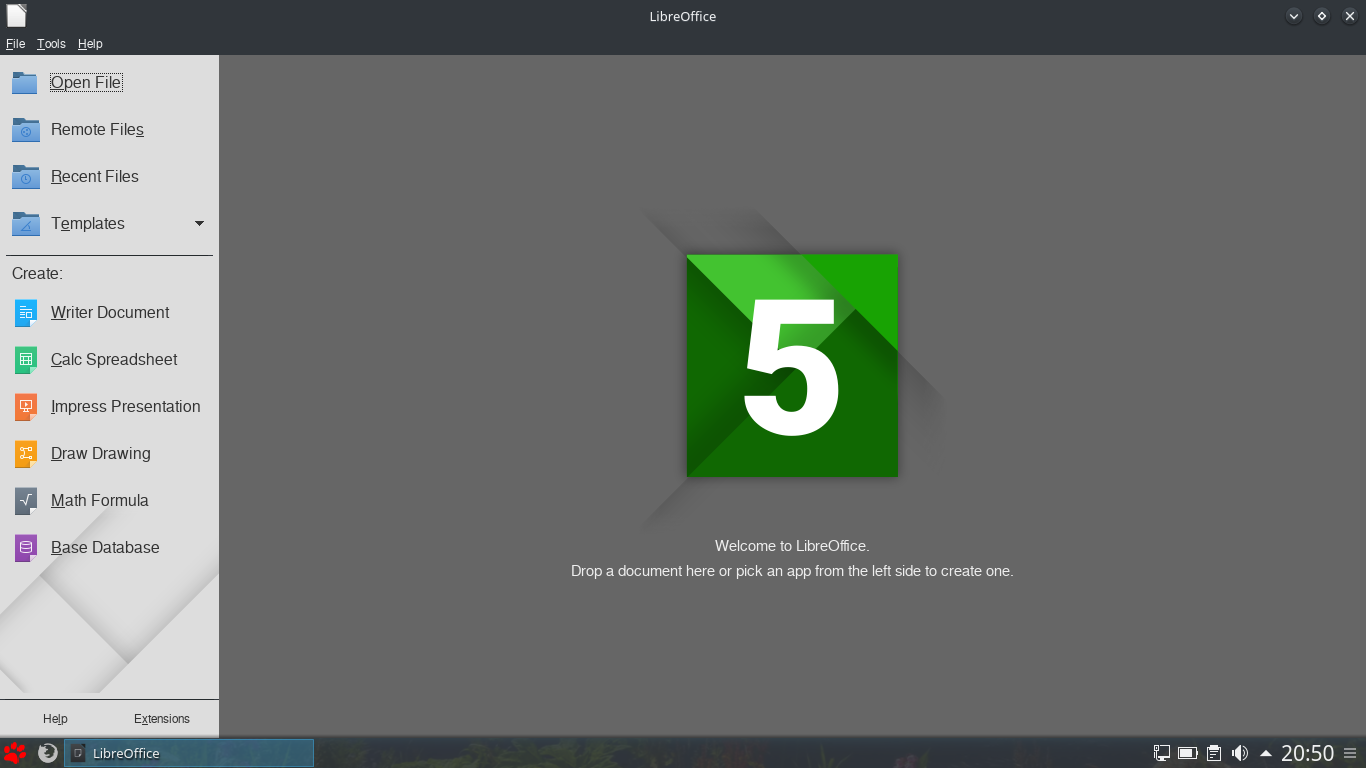 LibreOffice
File Tools Help
Open File
Remote Files
Recent Files
Templates
Create:
Writer Document
Calc Spreadsheet
Impress Presentation
Draw Drawing
Math Formula
Base Database
Help Extensions
5
Welcome to LibreOffice.
Drop a document here or pick an app from the left side to create one.
LibreOffice
20:50